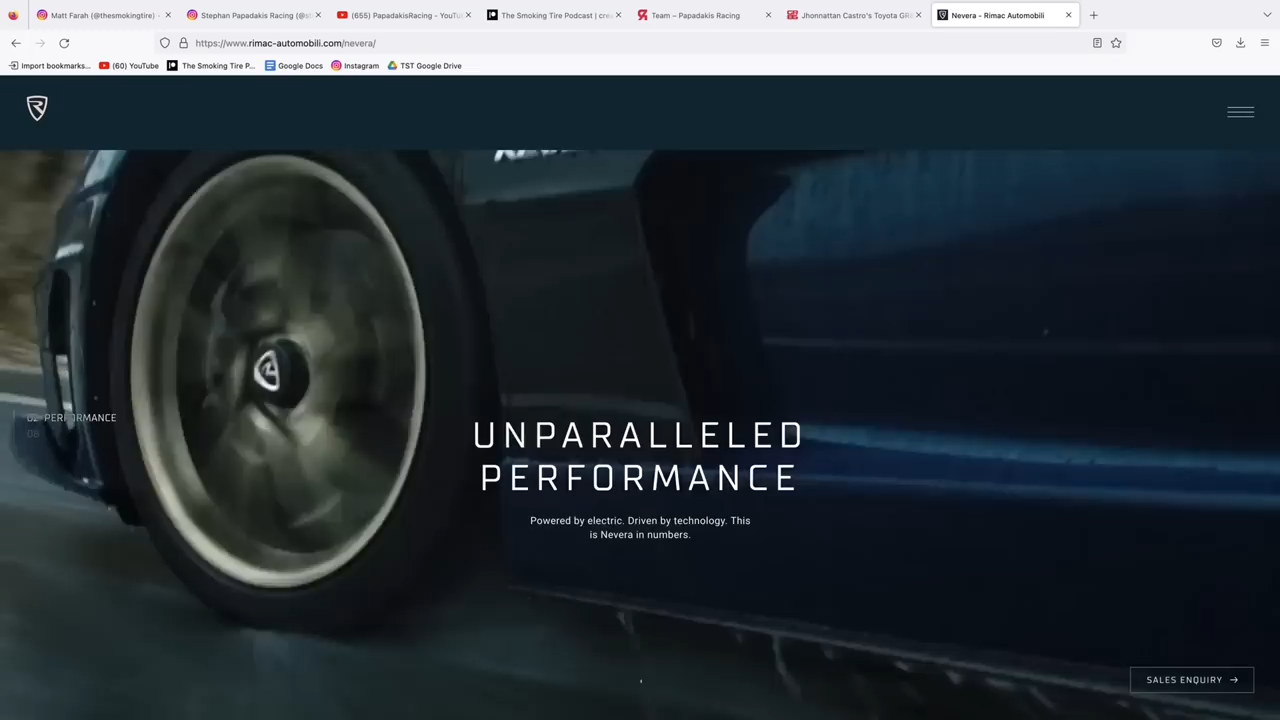 Matt Farah (@thesmokingtire)
Stephan Papadakis Racing (@st
(655) PapadakisRacing - YouTu
The Smoking Tire Podcast | cre
Team – Papadakis Racing
Jhonnattan Castro's Toyota GR
Nevera - Rimac Automobili
https://www.rimac-automobili.com/nevera/
Import bookmarks...
(60) YouTube
The Smoking Tire P...
Google Docs
Instagram
TST Google Drive
02 PERFORMANCE
08
UNPARALLELED
PERFORMANCE
Powered by electric. Driven by technology. This
is Nevera in numbers.
SALES ENQUIRY